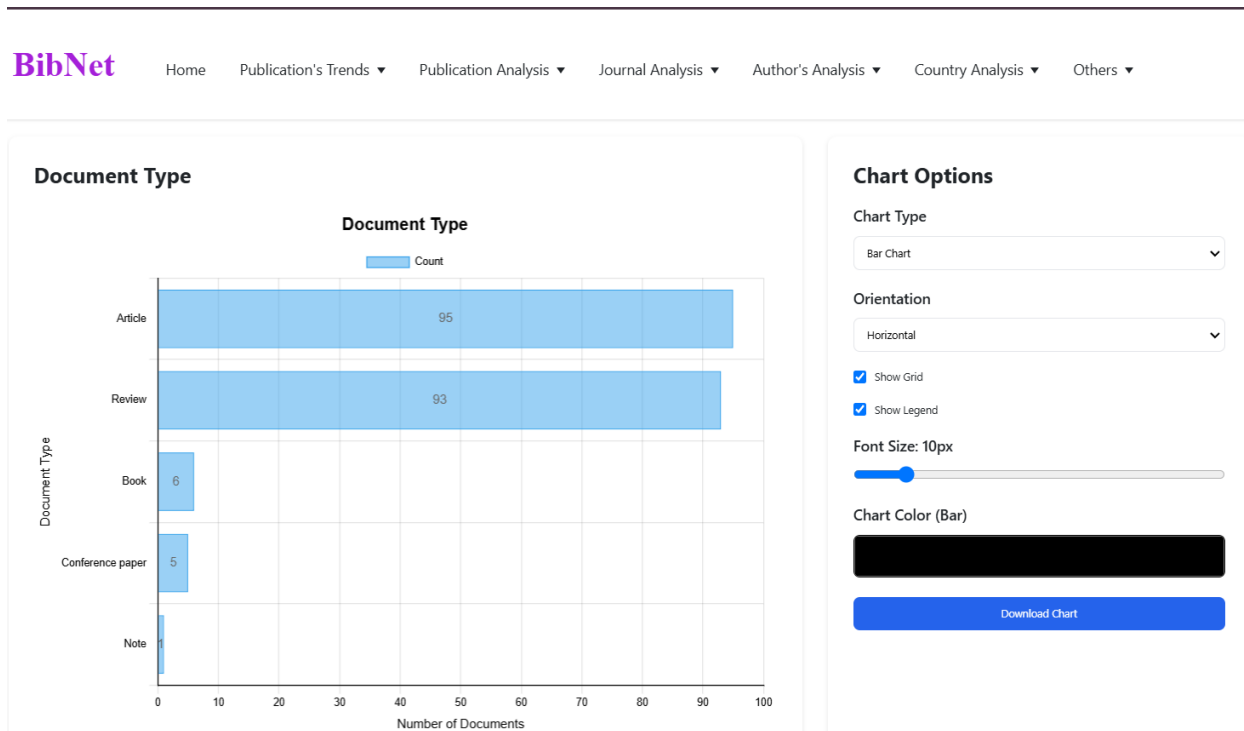 BibNet
Home Publication's Trends ▼ Publication Analysis ▼ Journal Analysis ▼ Author's Analysis ▼ Country Analysis ▼ Others ▼
Document Type
Document Type
Count
Document Type
Article 95
Review 93
Book 6
Conference paper 5
Note 1
0 10 20 30 40 50 60 70 80 90 100
Number of Documents
Chart Options
Chart Type
Bar Chart
Orientation
Horizontal
Show Grid
Show Legend
Font Size: 10px
Chart Color (Bar)
Download Chart